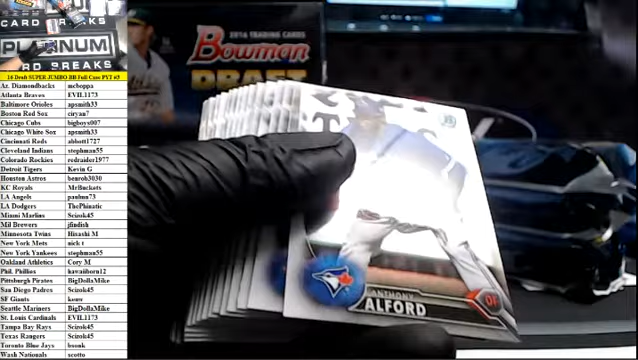 CARD BREAKS
PLATINUM
CARD BREAKS
16 Draft SUPER JUMBO BB Full Case PYT #3
Az. Diamondbacks mcboppa
Atlanta Braves EVIL1173
Baltimore Orioles apsmith33
Boston Red Sox ciryan7
Chicago Cubs bigboys007
Chicago White Sox apsmith33
Cincinnati Reds abbott1727
Cleveland Indians stephman55
Colorado Rockies redraider1977
Detroit Tigers Kevin G
Houston Astros benrob3030
KC Royals MrBuckets
LA Angels paulun73
LA Dodgers ThePhinatic
Miami Marlins Scizok45
Mil Brewers jfindish
Minnesota Twins Hisashi M
New York Mets nick t
New York Yankees stephman55
Oakland Athletics Cory M
Phil. Phillies hawaiiborn12
Pittsburgh Pirates BigDollaMike
San Diego Padres Scizok45
SF Giants
Seattle Mariners BigDollaMike
St. Louis Cardinals EVIL1173
Tampa Bay Rays Scizok45
Texas Rangers Scizok45
Toronto Blue Jays
Wash Nationals scotto
2016 TRADING CARDS
Bowman
DRAFT
ANTHONY
ALFORD
OF